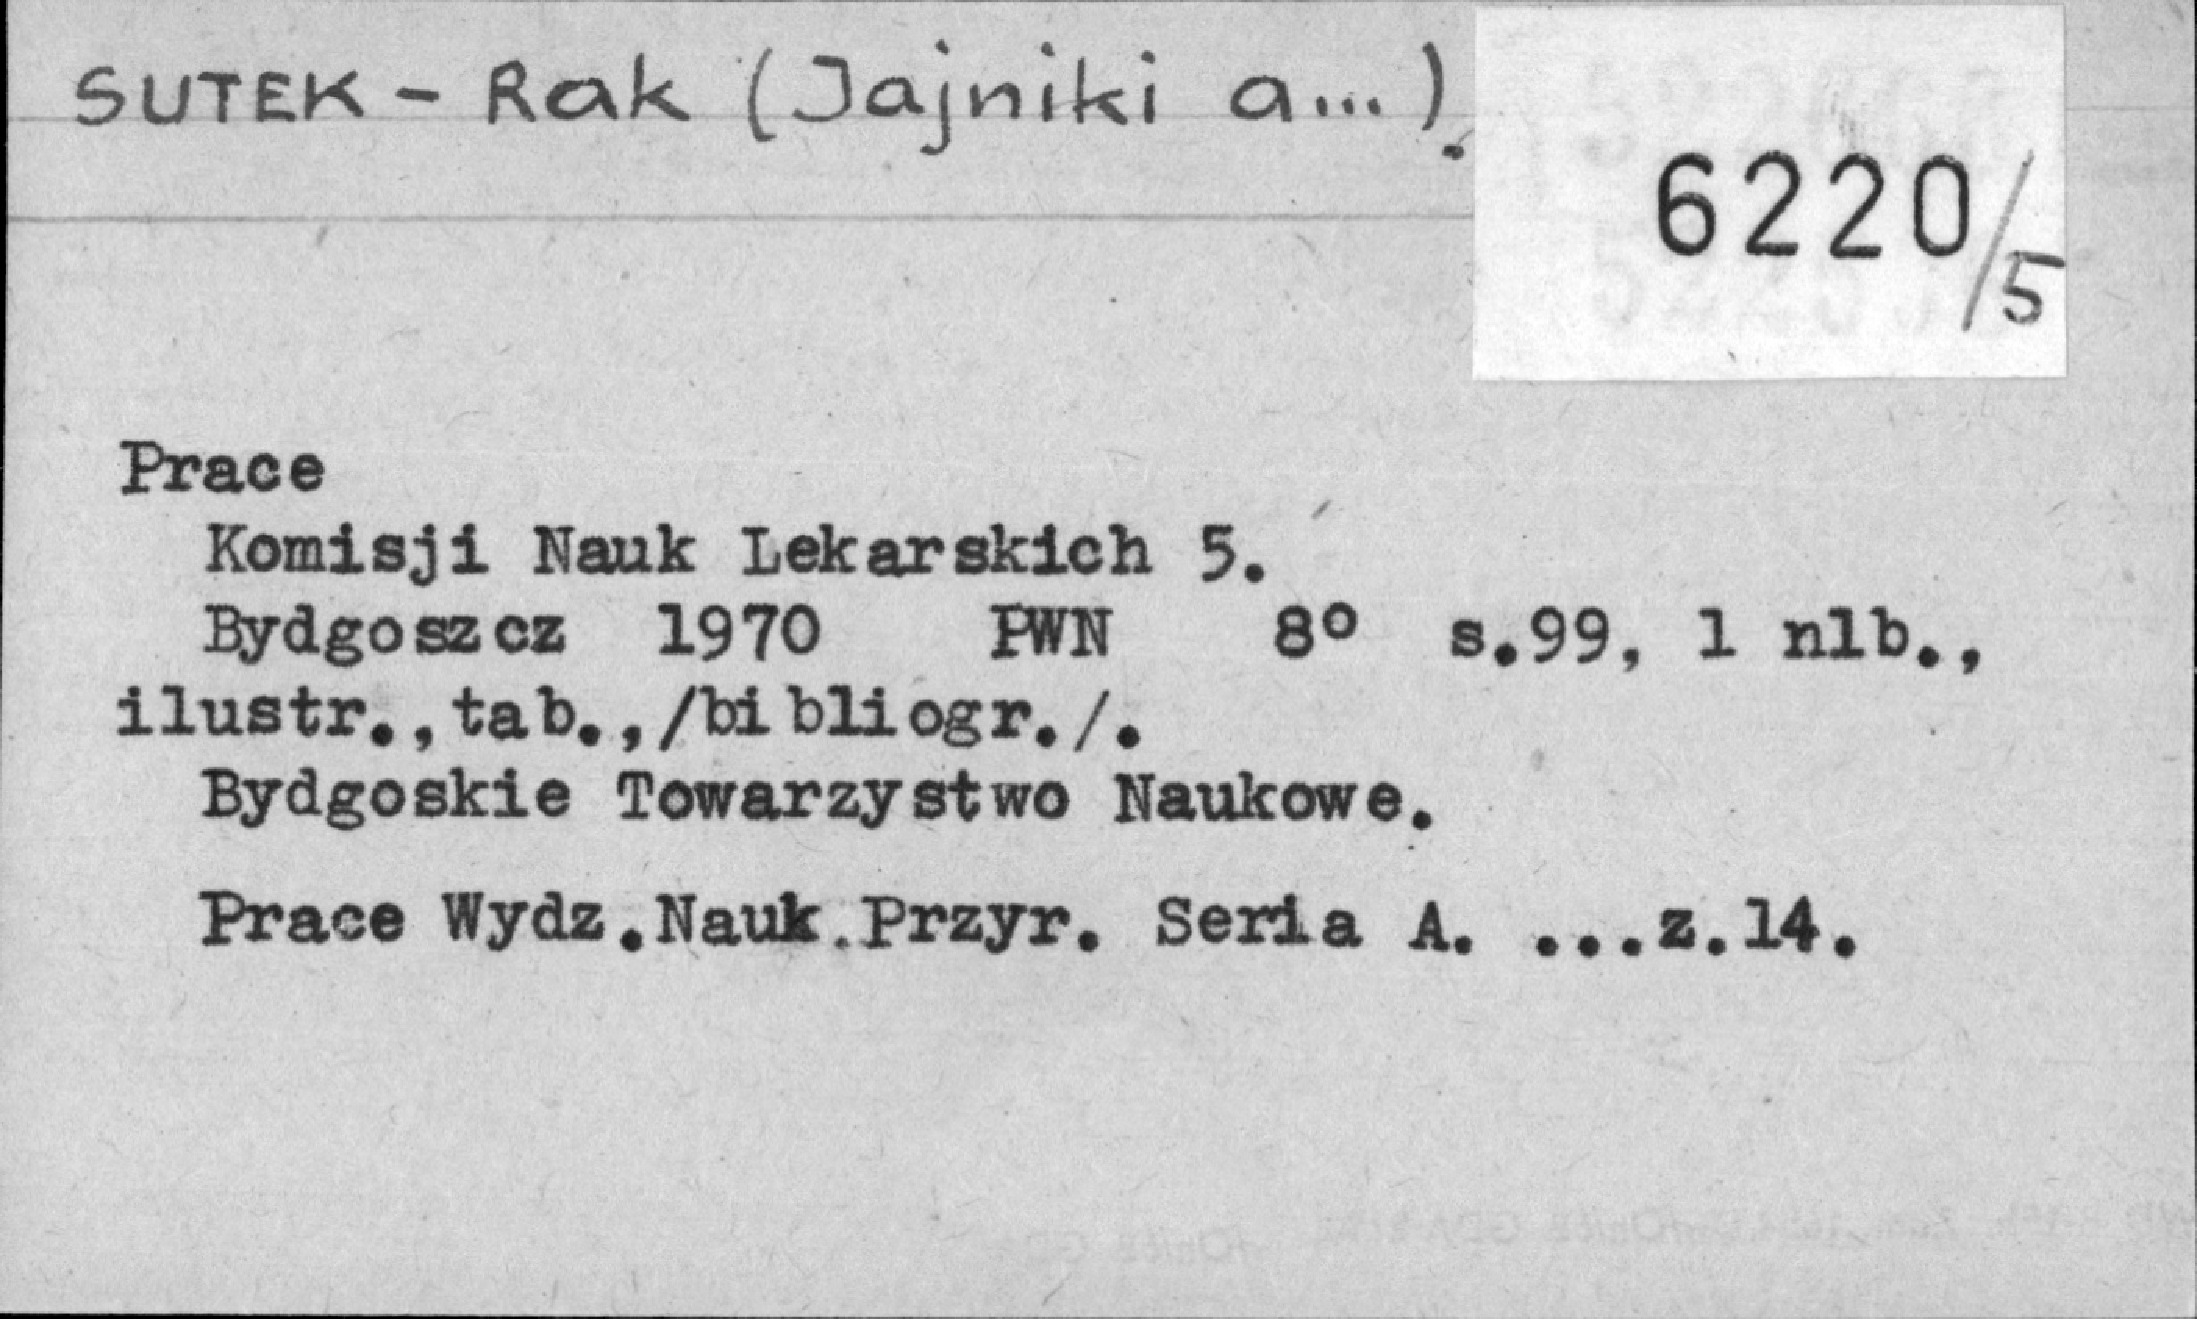 SUTEK - Rak (Jajniki a...).
6220/5
Prace
Komisji Nauk Lekarskich 5.
Bydgoszcz 1970 PWN 8° s.99, 1 nlb.,
ilustr.,tab.,/bibliogr./.
Bydgoskie Towarzystwo Naukowe.
Prace Wydz.Nauk.Przyr. Seria A. ...z.14.